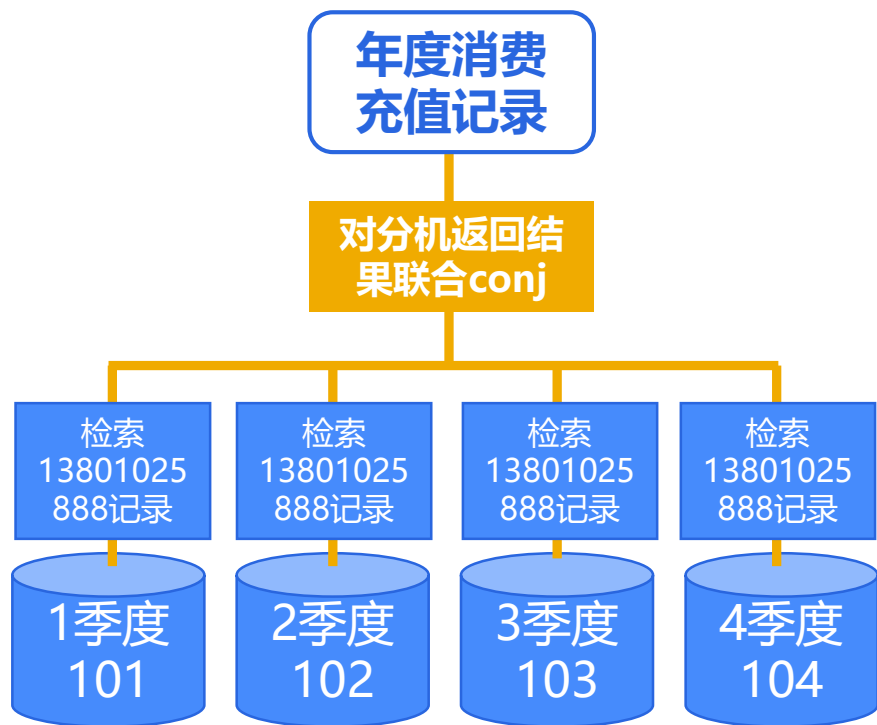 年度消费
充值记录
对分机返回结
果联合conj
检索
13801025
888记录
检索
13801025
888记录
检索
13801025
888记录
检索
13801025
888记录
1季度
101
2季度
102
3季度
103
4季度
104